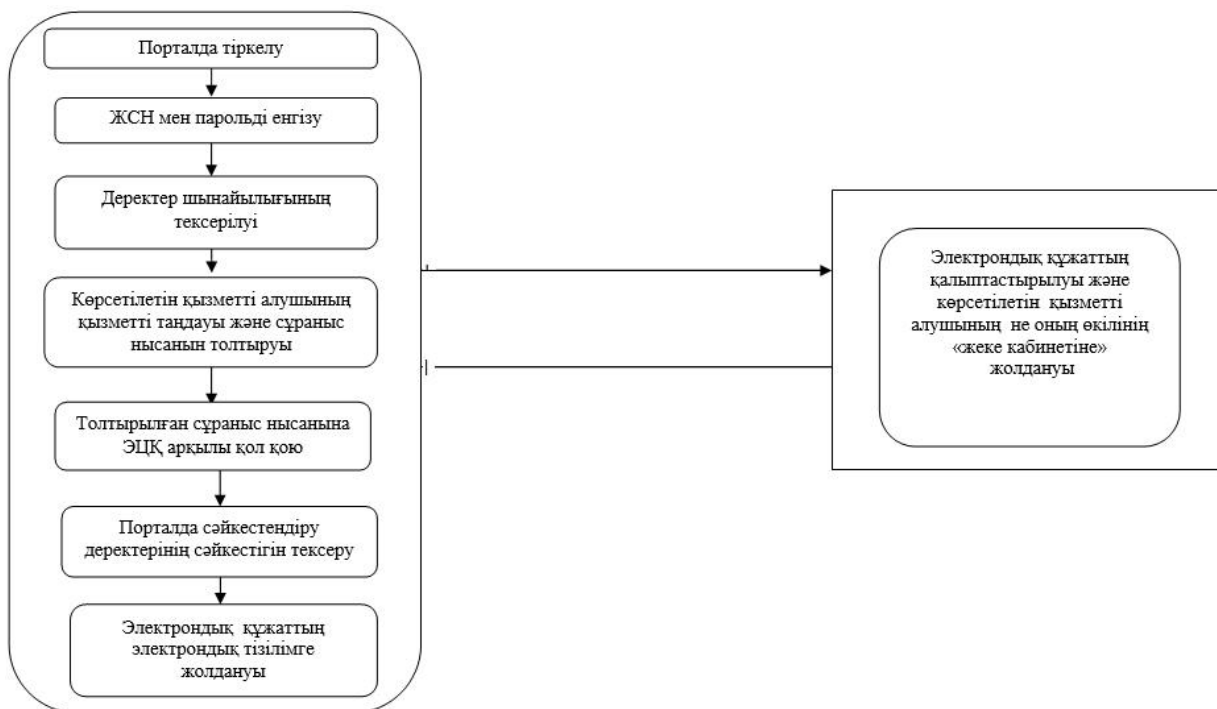 Порталда тіркелу
ЖСН мен парольді енгізу
Деректер шынайылығының
тексерілуі
Көрсетілетін қызметті алушының
қызметті таңдауы және сұраныс
нысанын толтыруы
Толтырылған сұраныс нысанына
ЭЦҚ арқылы қол қою
Порталда сәйкестендіру
деректерінің сәйкестігін тексеру
Электрондық құжаттың
электрондық тізілімге
жолдануы
Электрондық құжаттың
қалыптастырылуы және
көрсетілетін қызметті
алушының не оның өкілінің
«жеке кабинетіне»
жолдануы